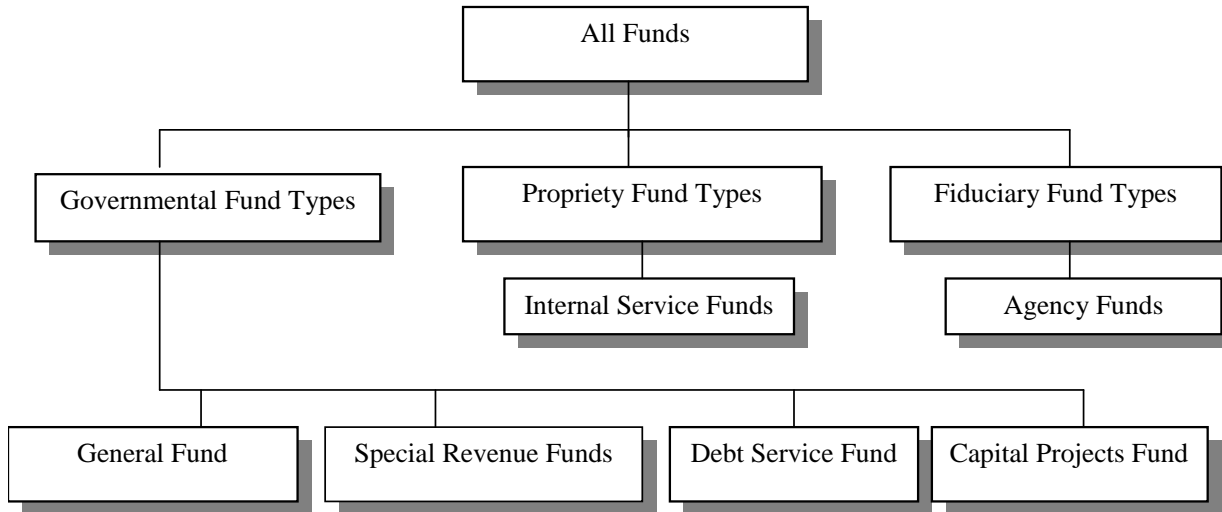 All Funds
Governmental Fund Types
Propriety Fund Types
Fiduciary Fund Types
Internal Service Funds
Agency Funds
General Fund
Special Revenue Funds
Debt Service Fund
Capital Projects Fund